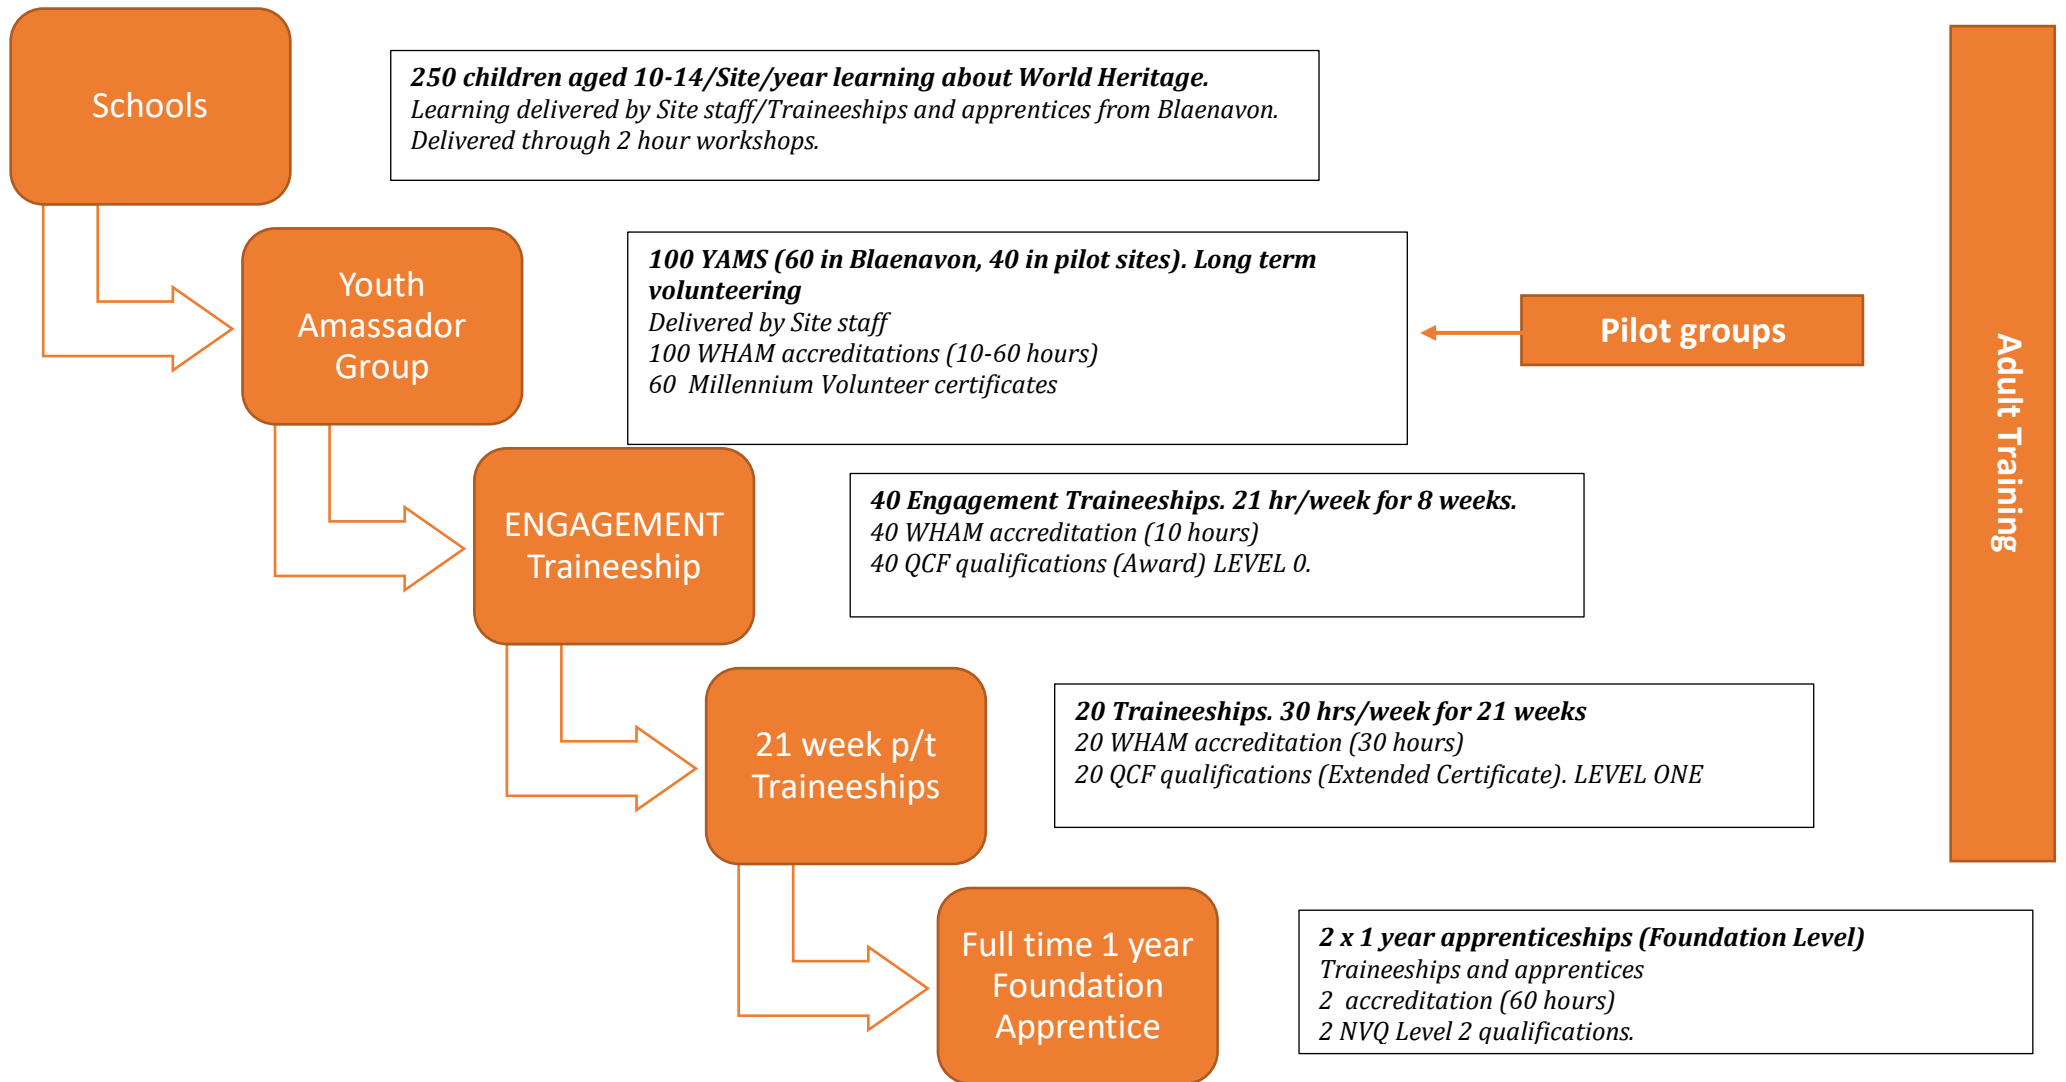 Schools
250 children aged 10-14/Site/year learning about World Heritage.
Learning delivered by Site staff/Traineeships and apprentices from Blaenavon.
Delivered through 2 hour workshops.
Youth
Amassador
Group
100 YAMS (60 in Blaenavon, 40 in pilot sites). Long term
volunteering
Delivered by Site staff
100 WHAM accreditations (10-60 hours)
60 Millennium Volunteer certificates
Pilot groups
Adult Training
ENGAGEMENT
Traineeship
40 Engagement Traineeships. 21 hr/week for 8 weeks.
40 WHAM accreditation (10 hours)
40 QCF qualifications (Award) LEVEL 0.
21 week p/t
Traineeships
20 Traineeships. 30 hrs/week for 21 weeks
20 WHAM accreditation (30 hours)
20 QCF qualifications (Extended Certificate). LEVEL ONE
Full time 1 year
Foundation
Apprentice
2 x 1 year apprenticeships (Foundation Level)
Traineeships and apprentices
2 accreditation (60 hours)
2 NVQ Level 2 qualifications.